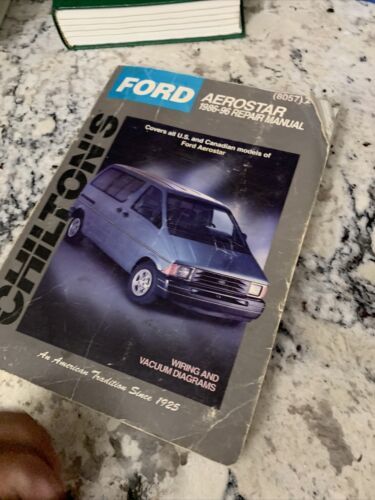 FORD
(8057)
AEROSTAR
1986-96 REPAIR MANUAL
CHILTON'S
Covers all U.S. and Canadian models of
Ford Aerostar
WIRING AND
VACUUM DIAGRAMS
An American Tradition Since 1925